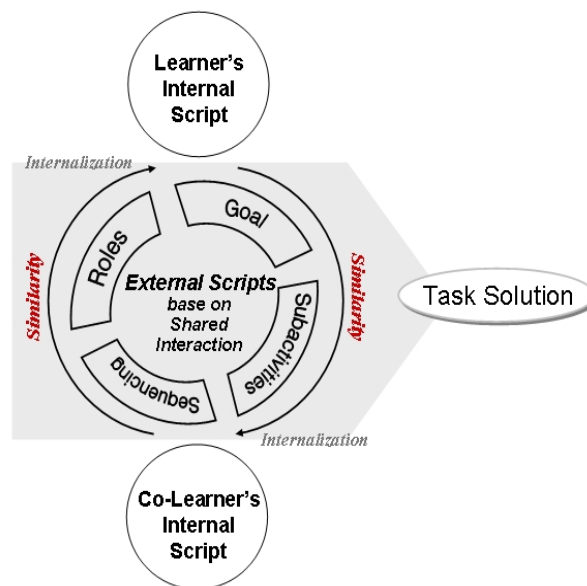 Learner's
Internal
Script
Internalization
Goal
Roles
Similarity
External Scripts
base on
Shared
Interaction
Similarity
Task Solution
Subactivities
Sequencing
Internalization
Co-Learner's
Internal
Script